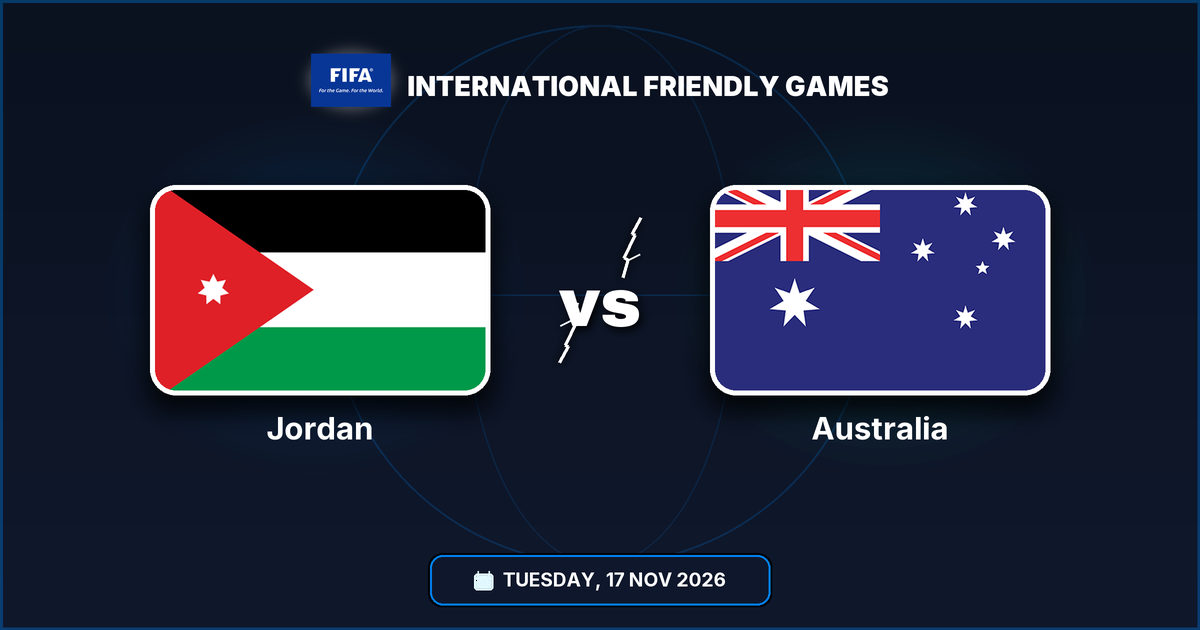 FIFA®
For the Game. For the World.
INTERNATIONAL FRIENDLY GAMES
VS
Jordan
Australia
TUESDAY, 17 NOV 2026